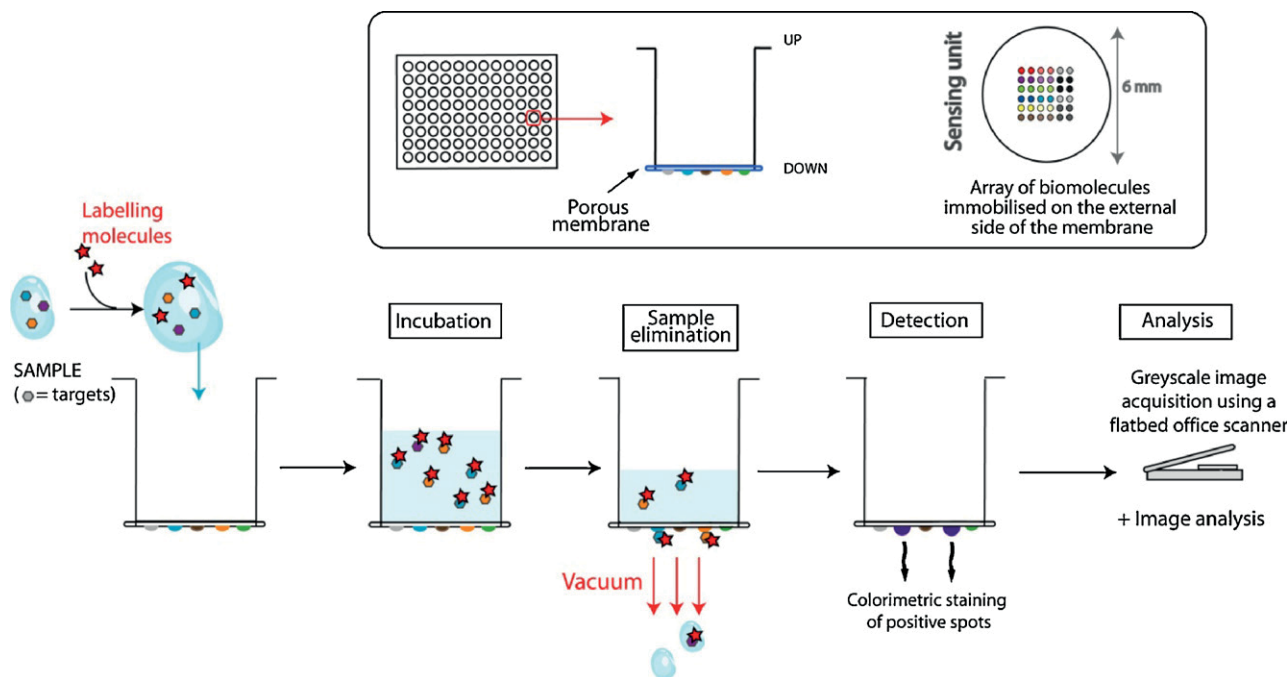 UP
DOWN
Porous
membrane
Sensing unit
6 mm
Array of biomolecules
immobilised on the external
side of the membrane
Labelling
molecules
SAMPLE
( = targets)
Incubation
Sample
elimination
Vacuum
Detection
Colorimetric staining
of positive spots
Analysis
Greyscale image
acquisition using a
flatbed office scanner
+ Image analysis